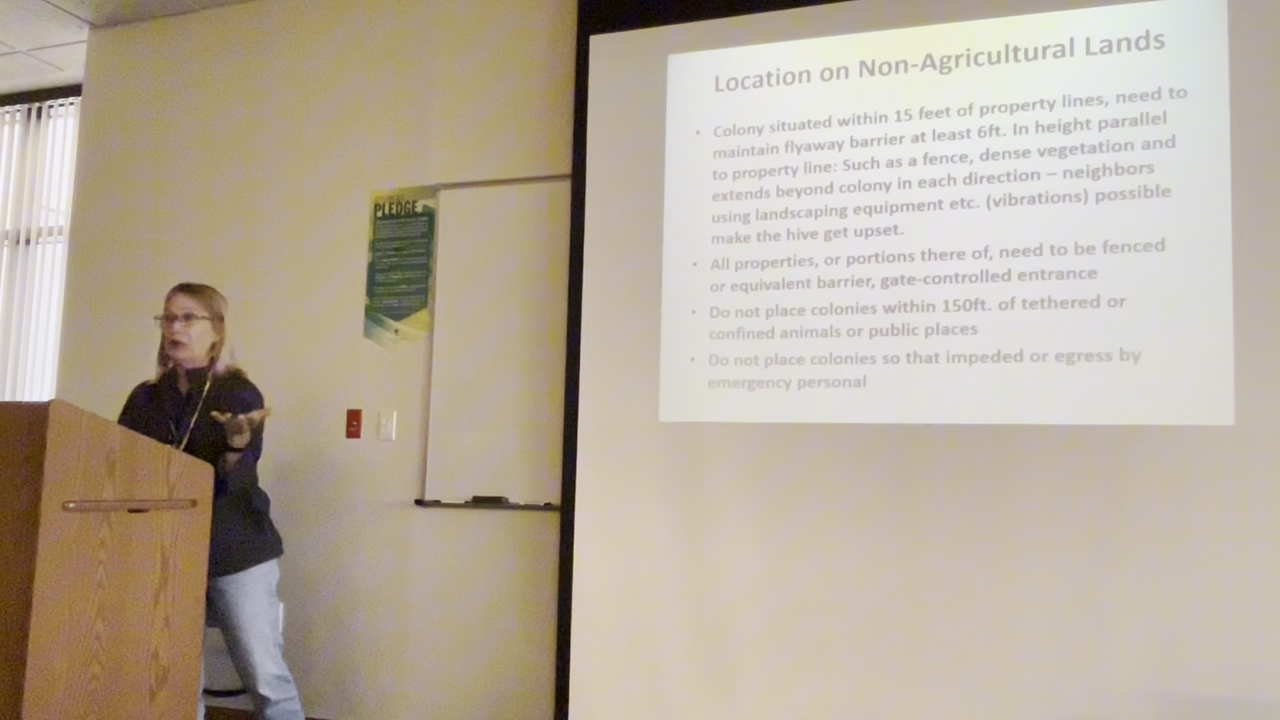 PLEDGE
Location on Non-Agricultural Lands
• Colony situated within 15 feet of property lines, need to
maintain flyaway barrier at least 6ft. In height parallel
to property line: Such as a fence, dense vegetation and
extends beyond colony in each direction – neighbors
using landscaping equipment etc. (vibrations) possible
make the hive get upset.
• All properties, or portions there of, need to be fenced
or equivalent barrier, gate-controlled entrance
• Do not place colonies within 150ft. of tethered or
confined animals or public places
• Do not place colonies so that impeded or egress by
emergency personal